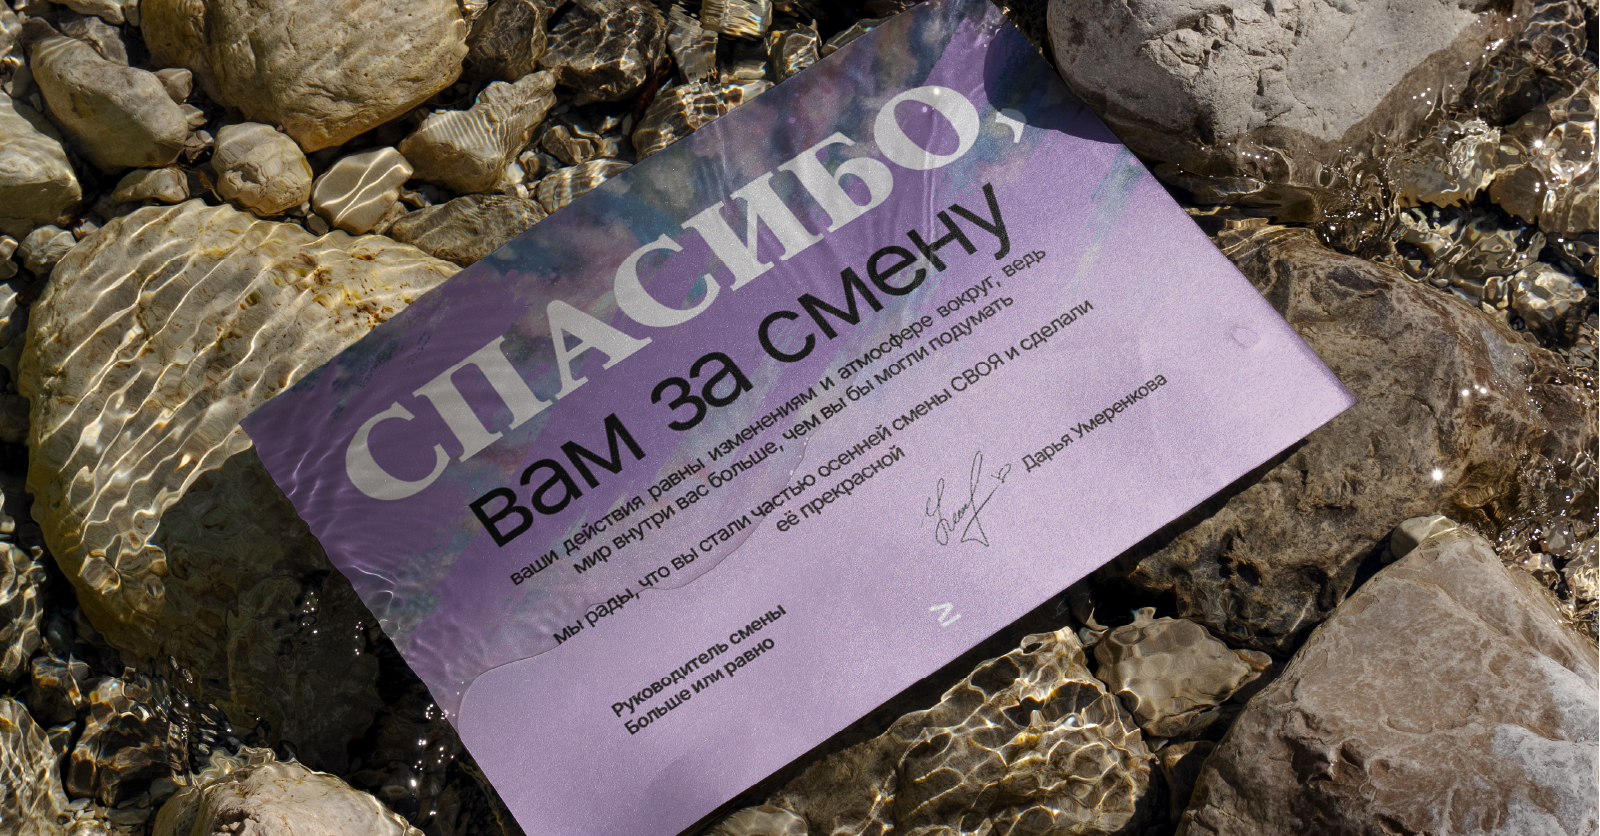 СПАСИБО,
вам за смену
ваши действия равны изменениям и атмосфере вокруг, ведь
мир внутри вас больше, чем вы бы могли подумать
мы рады, что вы стали частью осенней смены СВОЯ и сделали
её прекрасной
Дарья Умеренкова
Руководитель смены
Больше или равно